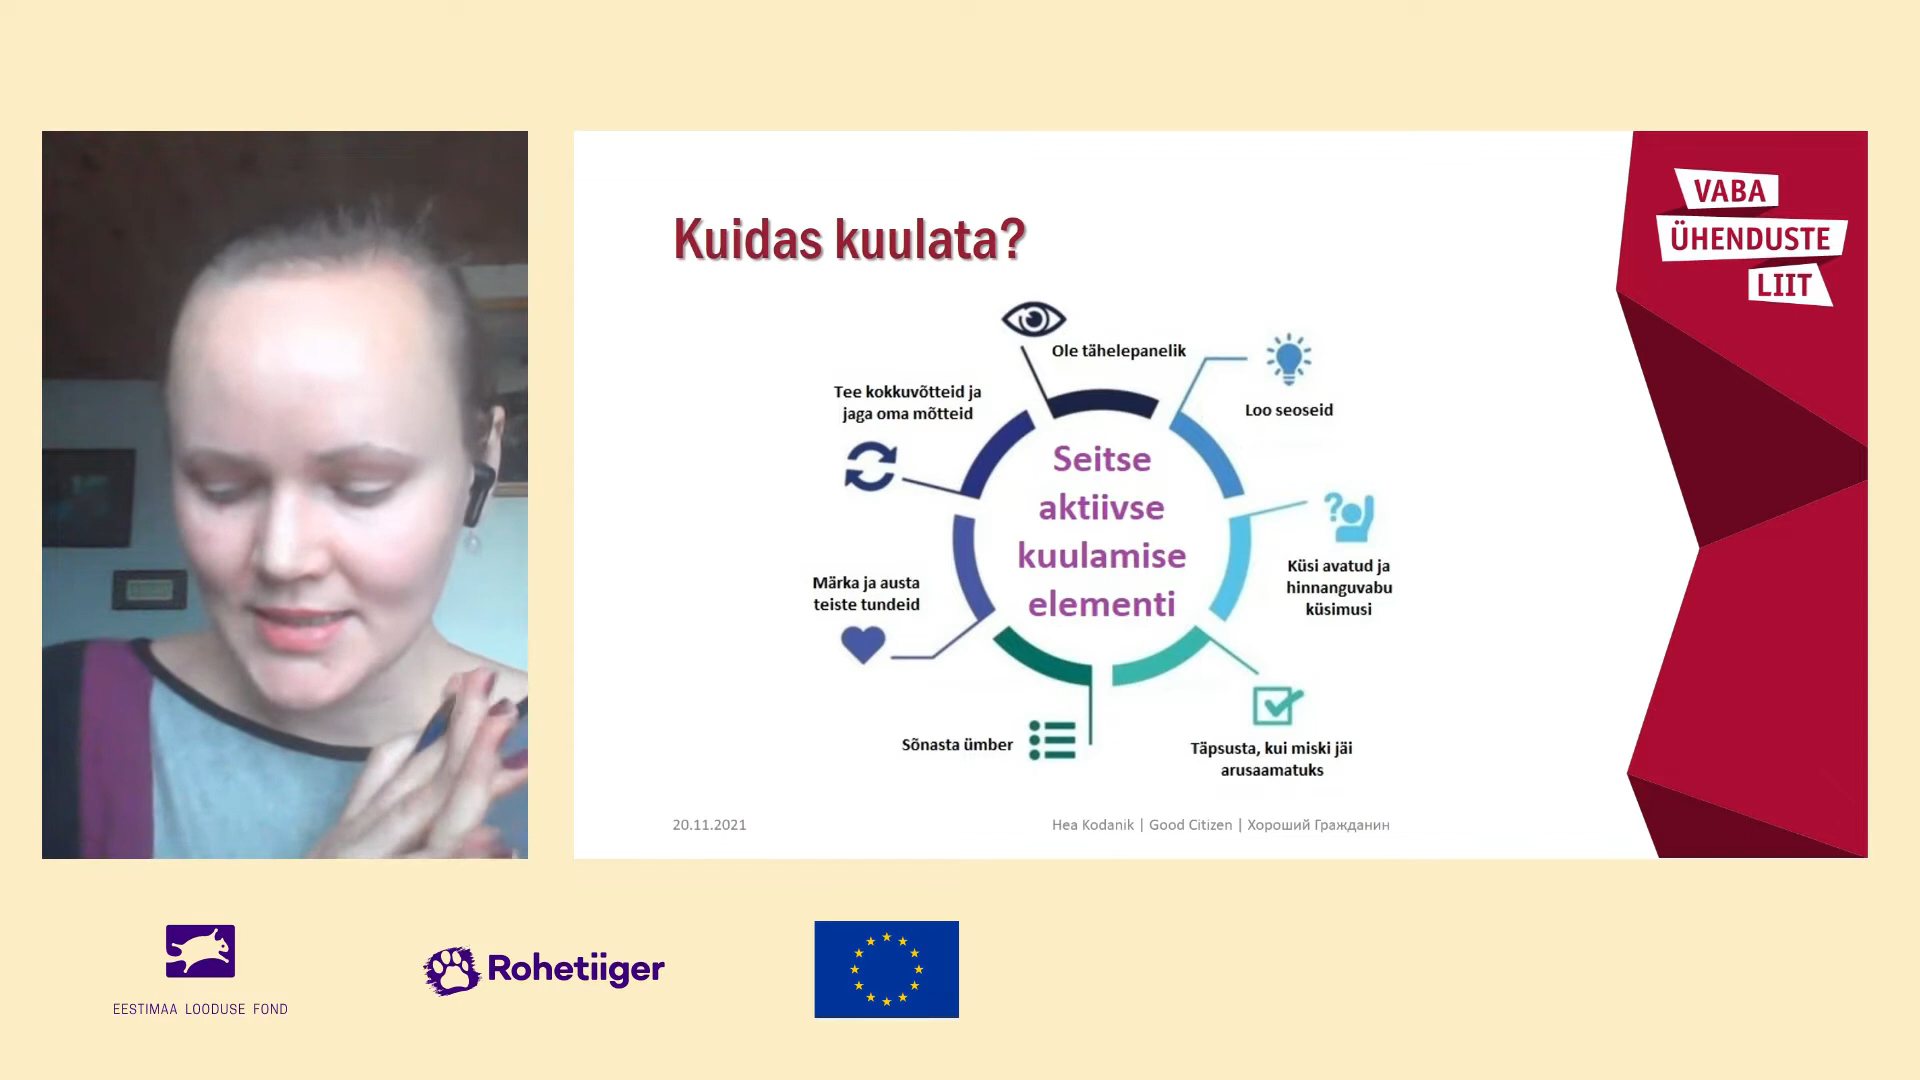 VABA
ÜHENDUSTE
LIIT
Kuidas kuulata?
Ole tähelepanelik
Loo seoseid
Küsi avatud ja
hinnanguvabu
küsimusi
Täpsusta, kui miski jäi
arusaamatuks
Sõnasta ümber
Märka ja austa
teiste tundeid
Tee kokkuvõtteid ja
jaga oma mõtteid
Seitse
aktiivse
kuulamise
elementi
20.11.2021
Hea Kodanik | Good Citizen | Хороший Гражданин
EESTIMAA LOODUSE FOND
Rohetiiger